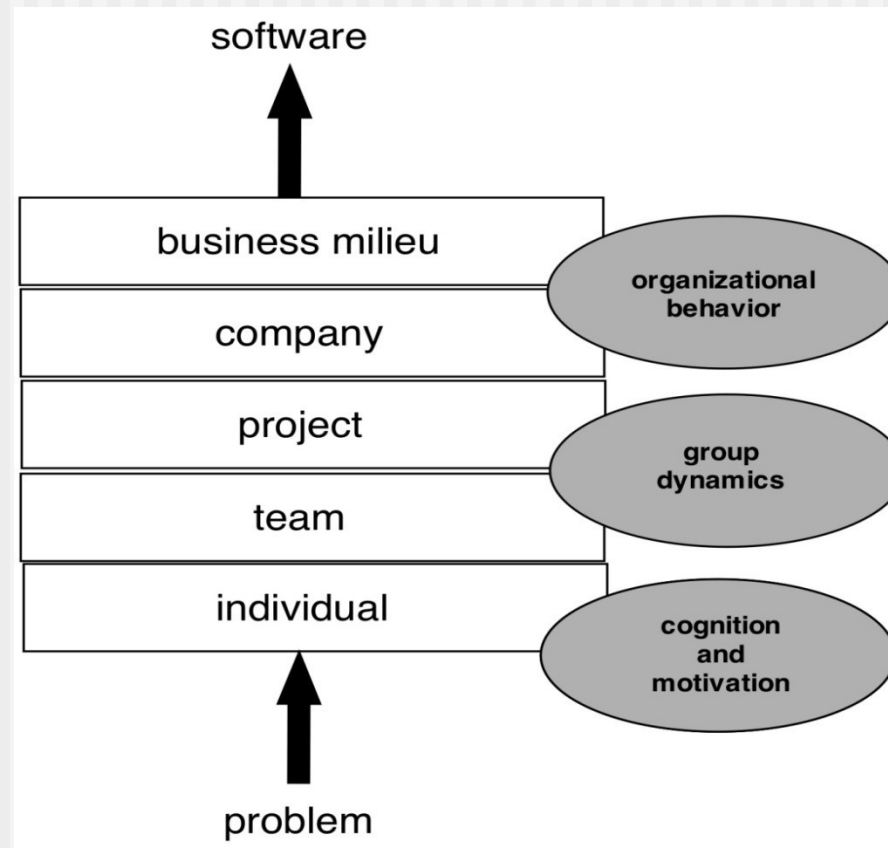 software
business milieu
organizational
behavior
company
project
group
dynamics
team
individual
cognition
and
motivation
problem